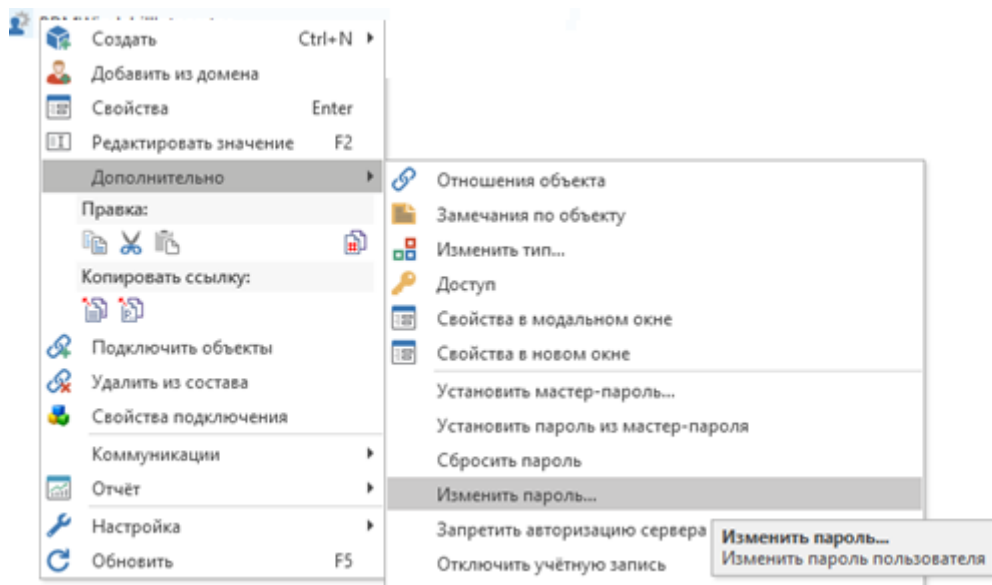 Создать Ctrl+N
Добавить из домена
Свойства Enter
Редактировать значение F2
Дополнительно
Правка:
Копировать ссылку:
Подключить объекты
Удалить из состава
Свойства подключения
Коммуникации
Отчёт
Настройка
Обновить F5
Отношения объекта
Замечания по объекту
Изменить тип...
Доступ
Свойства в модальном окне
Свойства в новом окне
Установить мастер-пароль...
Установить пароль из мастер-пароля
Сбросить пароль
Изменить пароль...
Запретить авторизацию сервера
Отключить учётную запись
Изменить пароль...
Изменить пароль пользователя